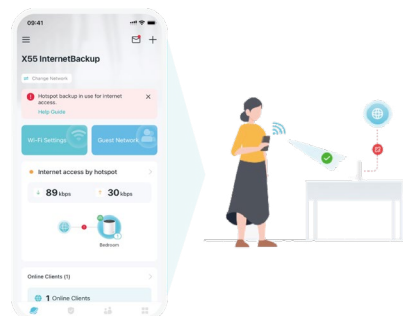 09:41
X55 InternetBackup
Change Network
Hotspot backup in use for internet
access.
Help Guide
Wi-Fi Settings
Guest Network
Internet access by hotspot
89 kbps
30 kbps
Bedroom
Online Clients (1)
1 Online Clients